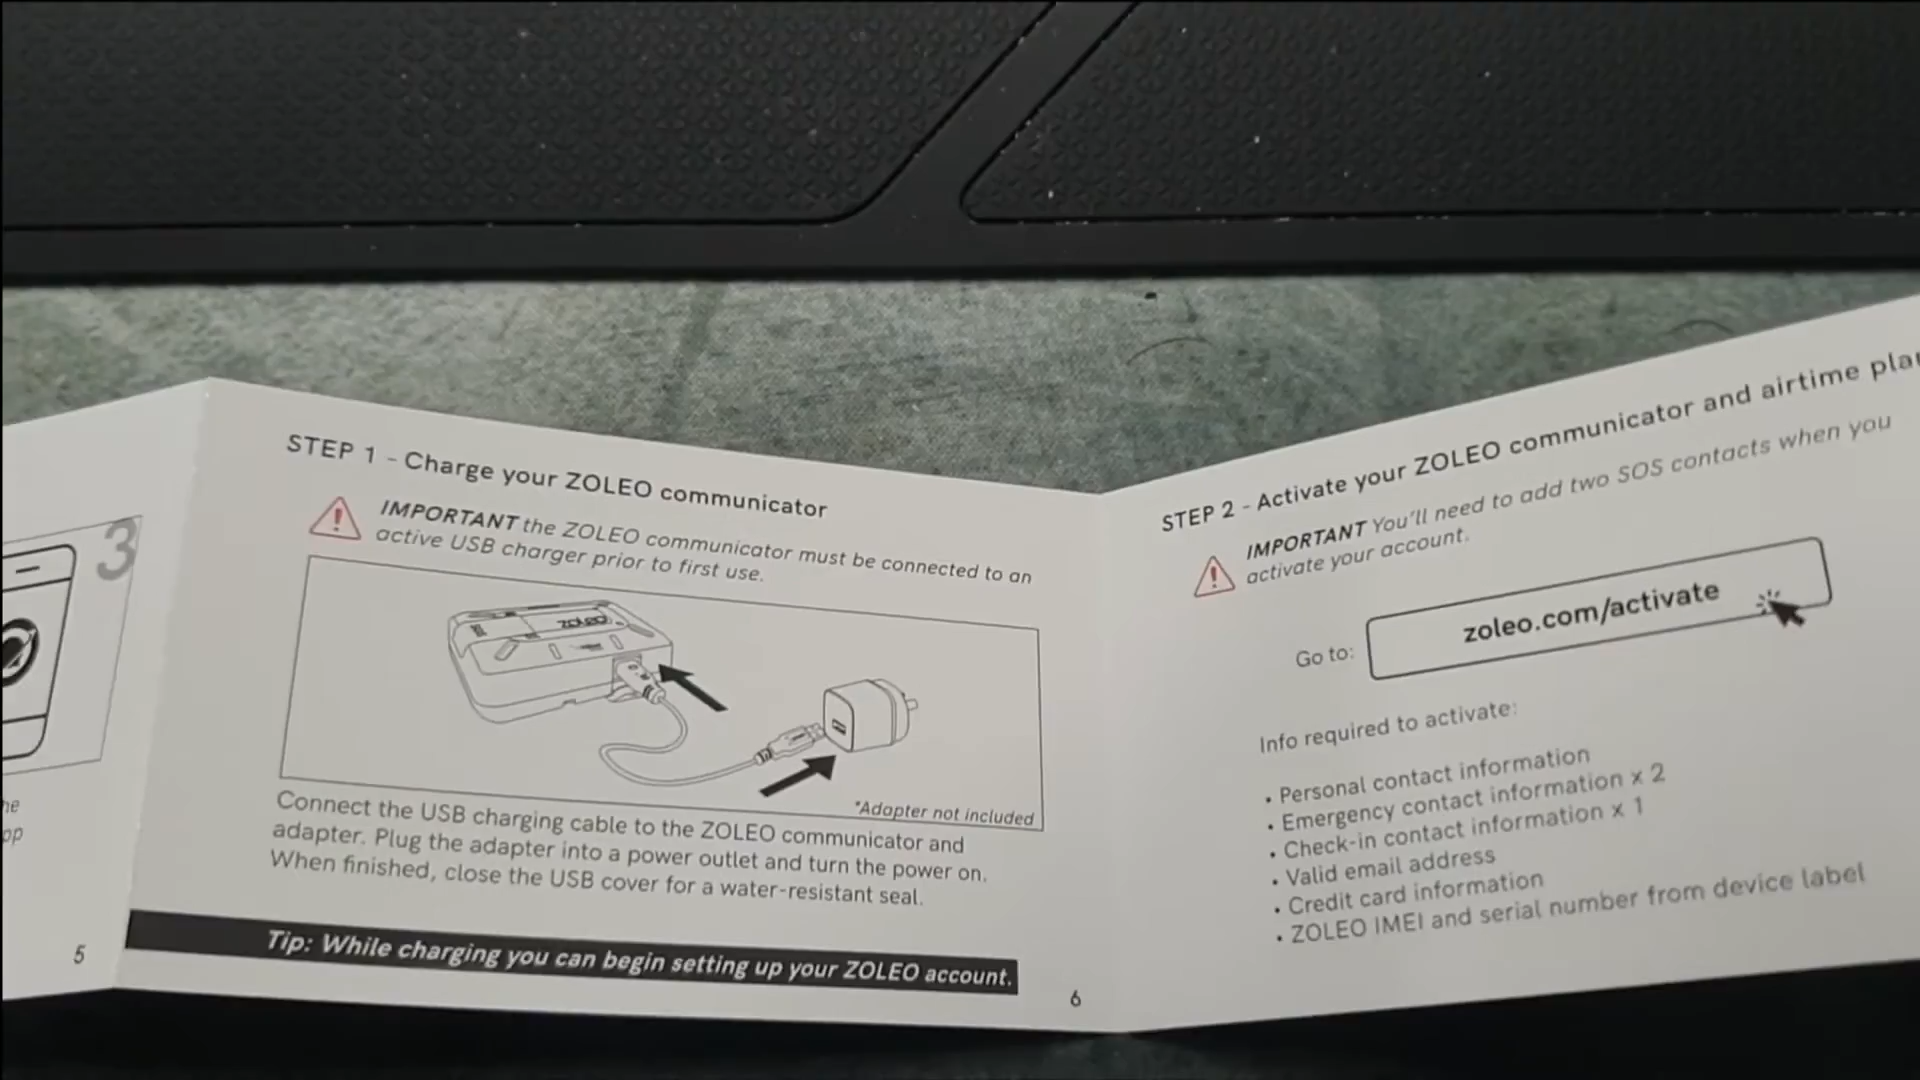 3
he
pp
5
STEP 1 - Charge your ZOLEO communicator
IMPORTANT the ZOLEO communicator must be connected to an
active USB charger prior to first use.
zoleo
*Adapter not included
Connect the USB charging cable to the ZOLEO communicator and
adapter. Plug the adapter into a power outlet and turn the power on.
When finished, close the USB cover for a water-resistant seal.
Tip: While charging you can begin setting up your ZOLEO account.
6
STEP 2 - Activate your ZOLEO communicator and airtime plan
IMPORTANT You'll need to add two SOS contacts when you
activate your account.
Go to: zoleo.com/activate
Info required to activate:
• Personal contact information
• Emergency contact information x 2
• Check-in contact information x 1
• Valid email address
• Credit card information
• ZOLEO IMEI and serial number from device label